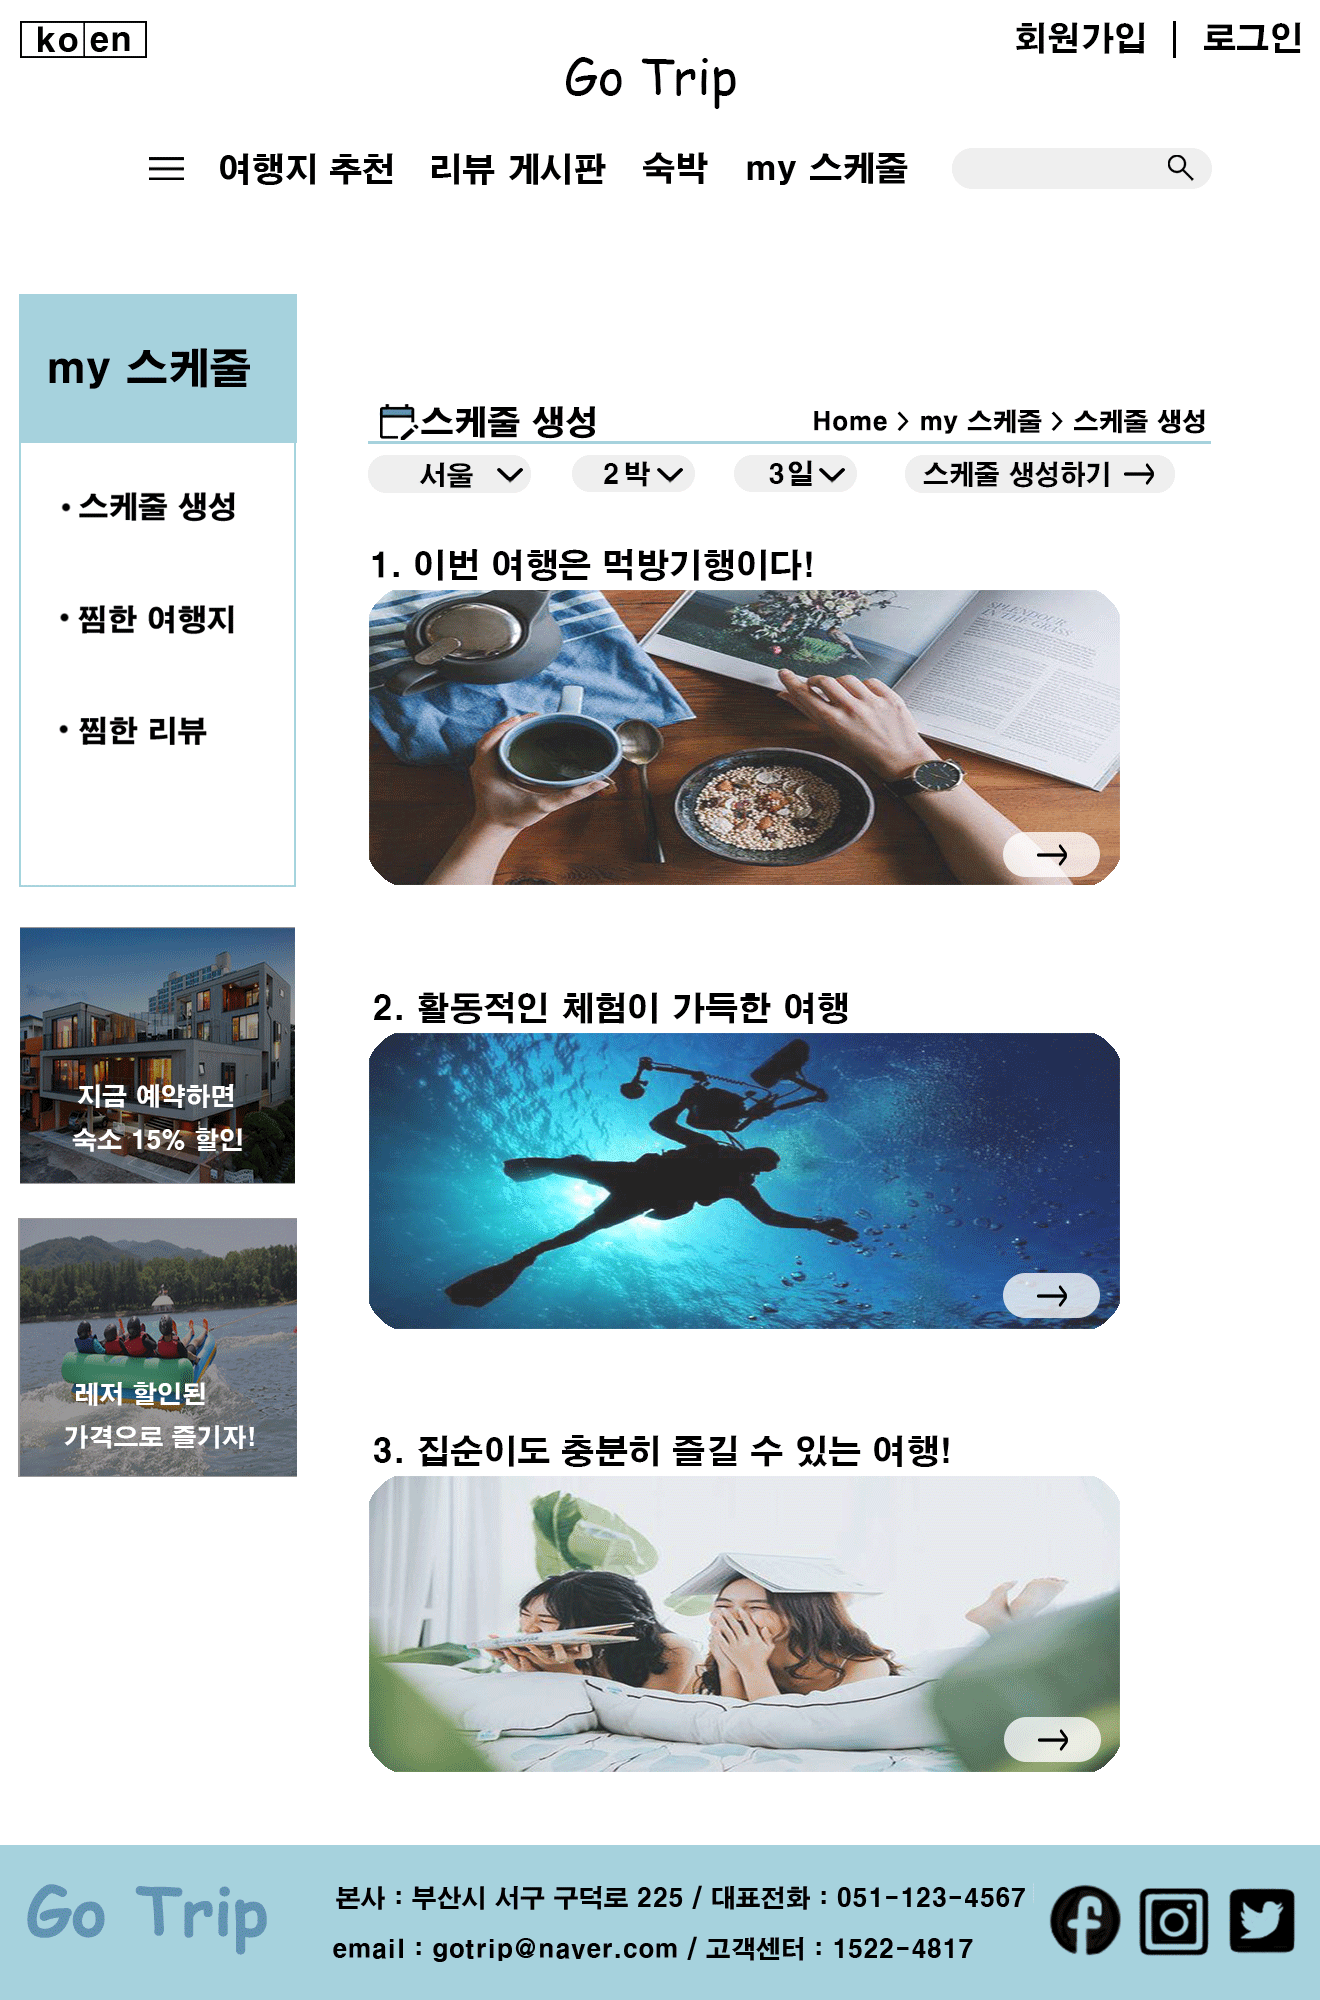 ko en
회원가입 | 로그인
Go Trip
여행지 추천 리뷰 게시판 숙박 my 스케줄
my 스케줄
• 스케줄 생성
• 찜한 여행지
• 찜한 리뷰
지금 예약하면
숙소 15% 할인
레저 할인된
가격으로 즐기자!
스케줄 생성
Home > my 스케줄 > 스케줄 생성
서울 2박 3일 스케줄 생성하기 →
1. 이번 여행은 먹방기행이다!
SPLENDOUR
IN THE GRASS
2. 활동적인 체험이 가득한 여행
3. 집순이도 충분히 즐길 수 있는 여행!
Go Trip
본사 : 부산시 서구 구덕로 225 / 대표전화 : 051-123-4567
email : gotrip@naver.com / 고객센터 : 1522-4817